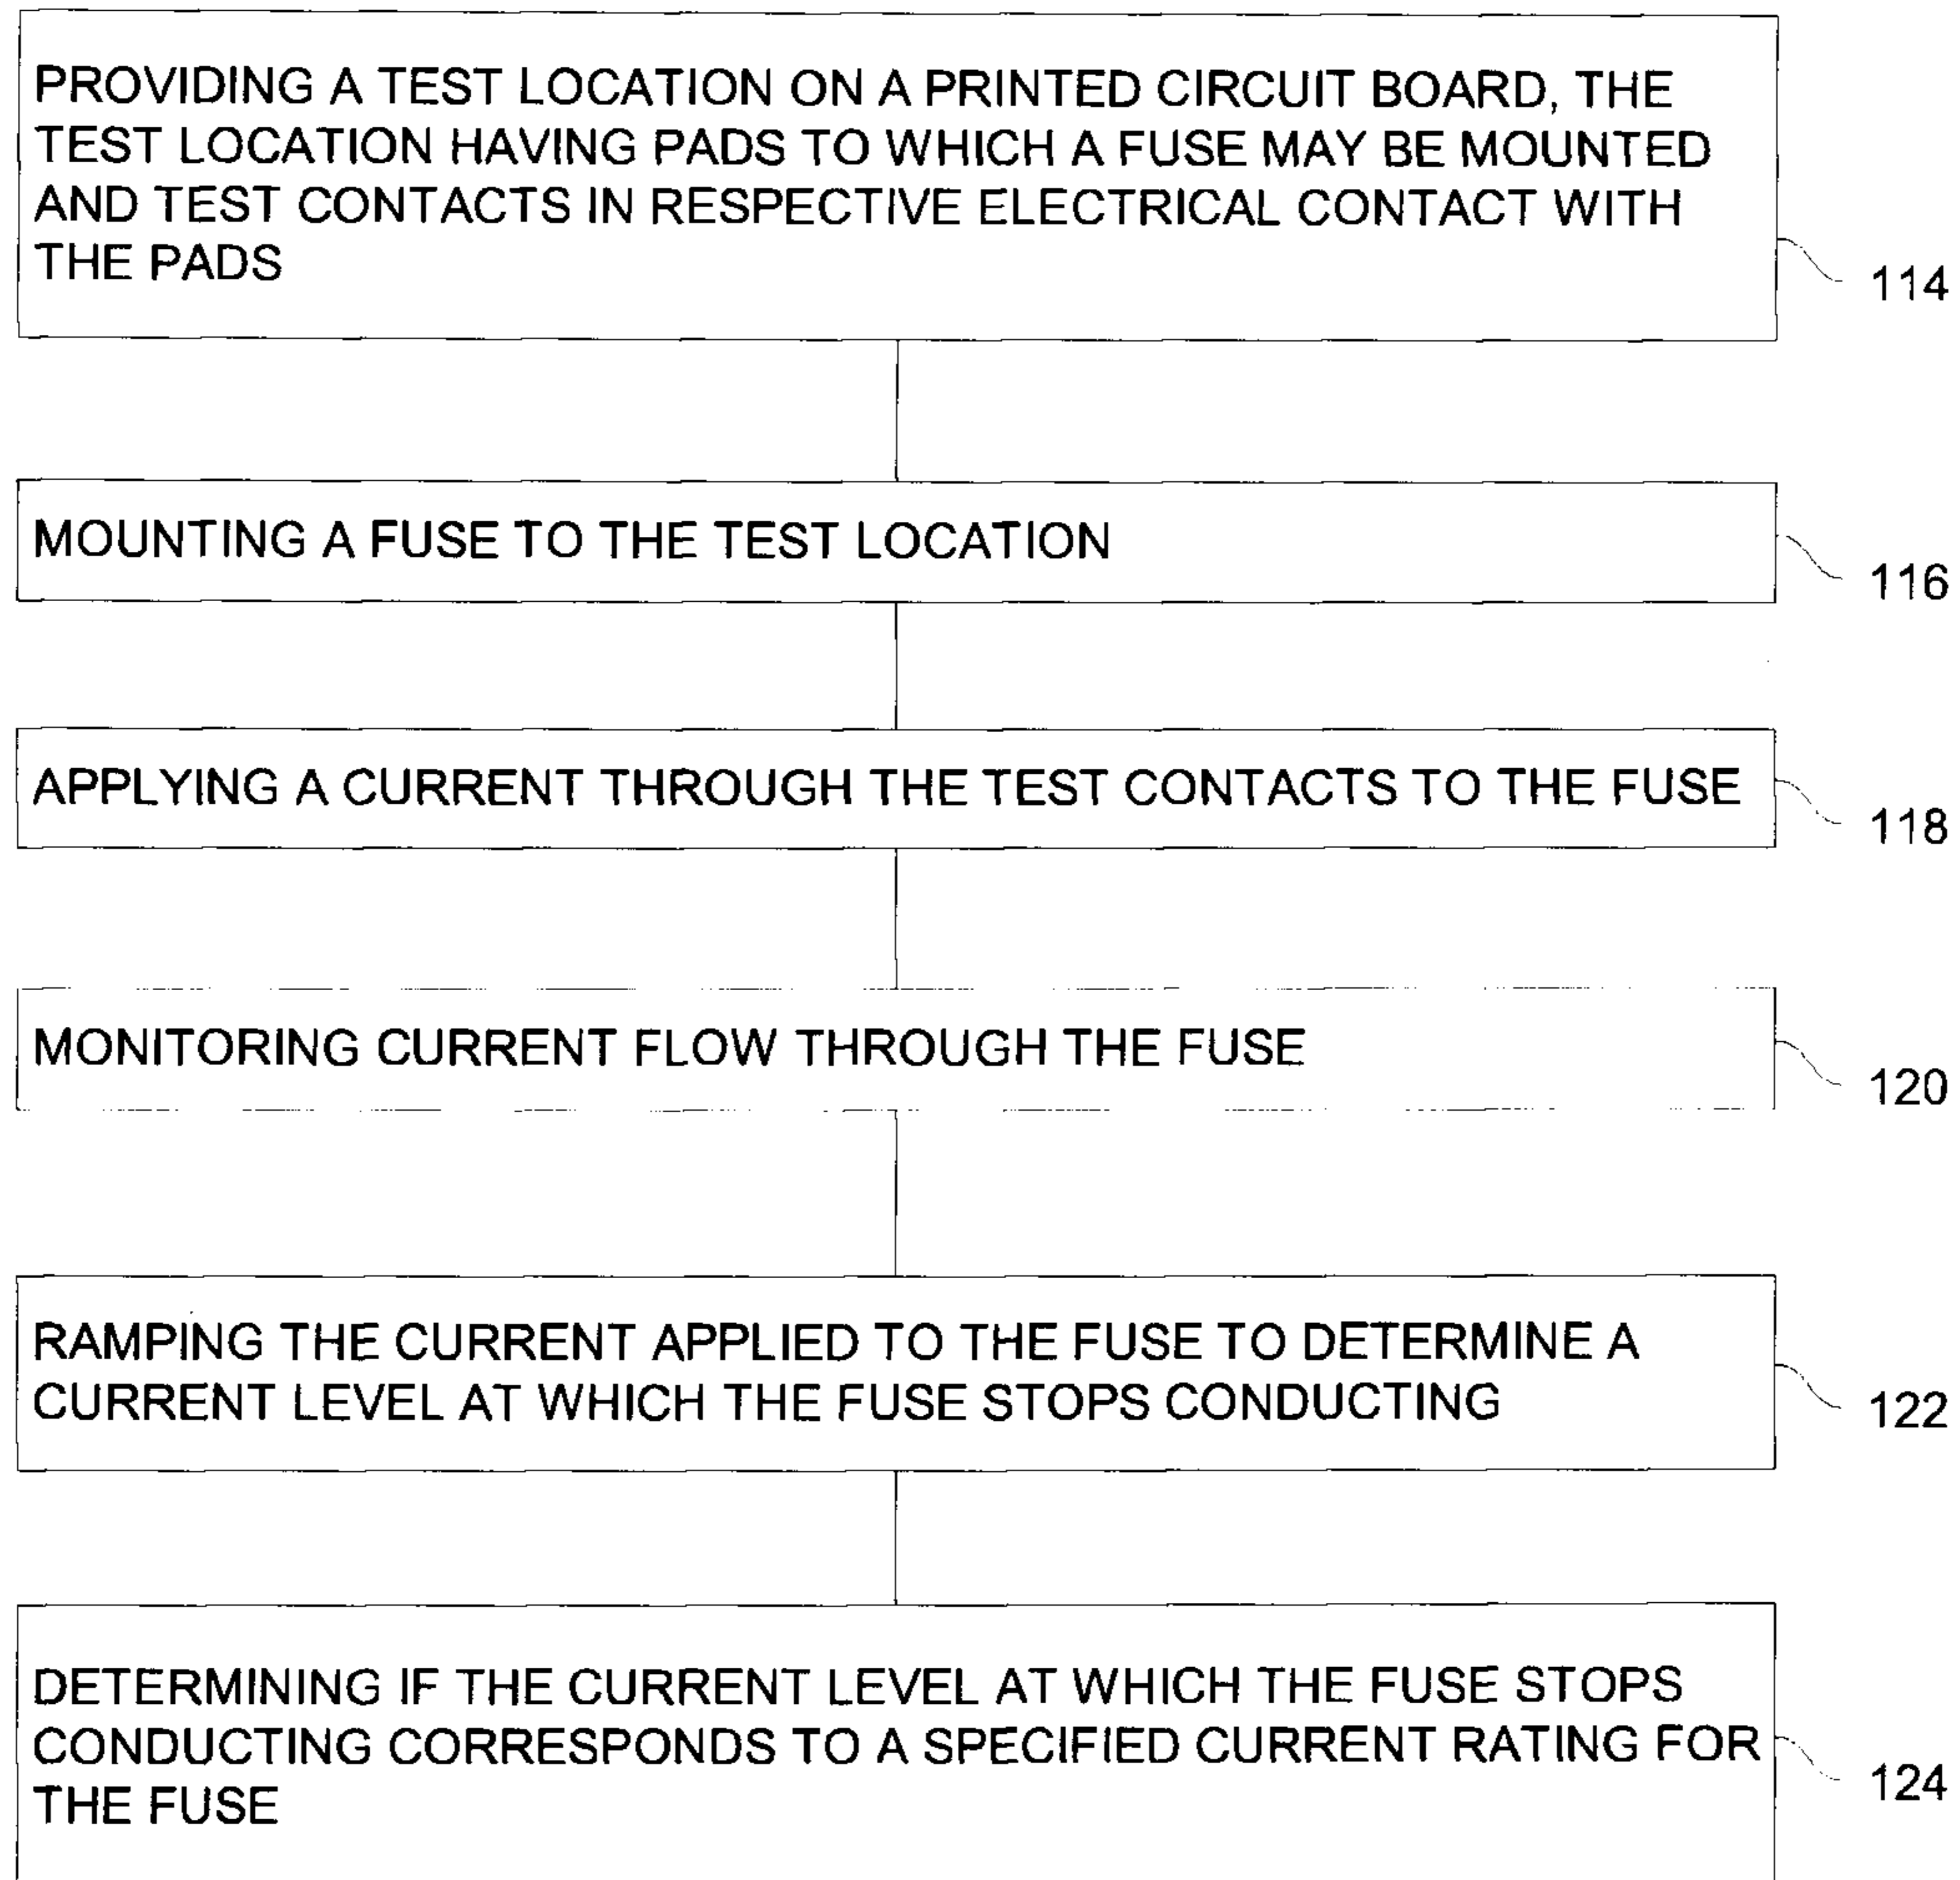 PROVIDING A TEST LOCATION ON A PRINTED CIRCUIT BOARD, THE
TEST LOCATION HAVING PADS TO WHICH A FUSE MAY BE MOUNTED
AND TEST CONTACTS IN RESPECTIVE ELECTRICAL CONTACT WITH
THE PADS
114
MOUNTING A FUSE TO THE TEST LOCATION
116
APPLYING A CURRENT THROUGH THE TEST CONTACTS TO THE FUSE
118
MONITORING CURRENT FLOW THROUGH THE FUSE
120
RAMPING THE CURRENT APPLIED TO THE FUSE TO DETERMINE A
CURRENT LEVEL AT WHICH THE FUSE STOPS CONDUCTING
122
DETERMINING IF THE CURRENT LEVEL AT WHICH THE FUSE STOPS
CONDUCTING CORRESPONDS TO A SPECIFIED CURRENT RATING FOR
THE FUSE
124